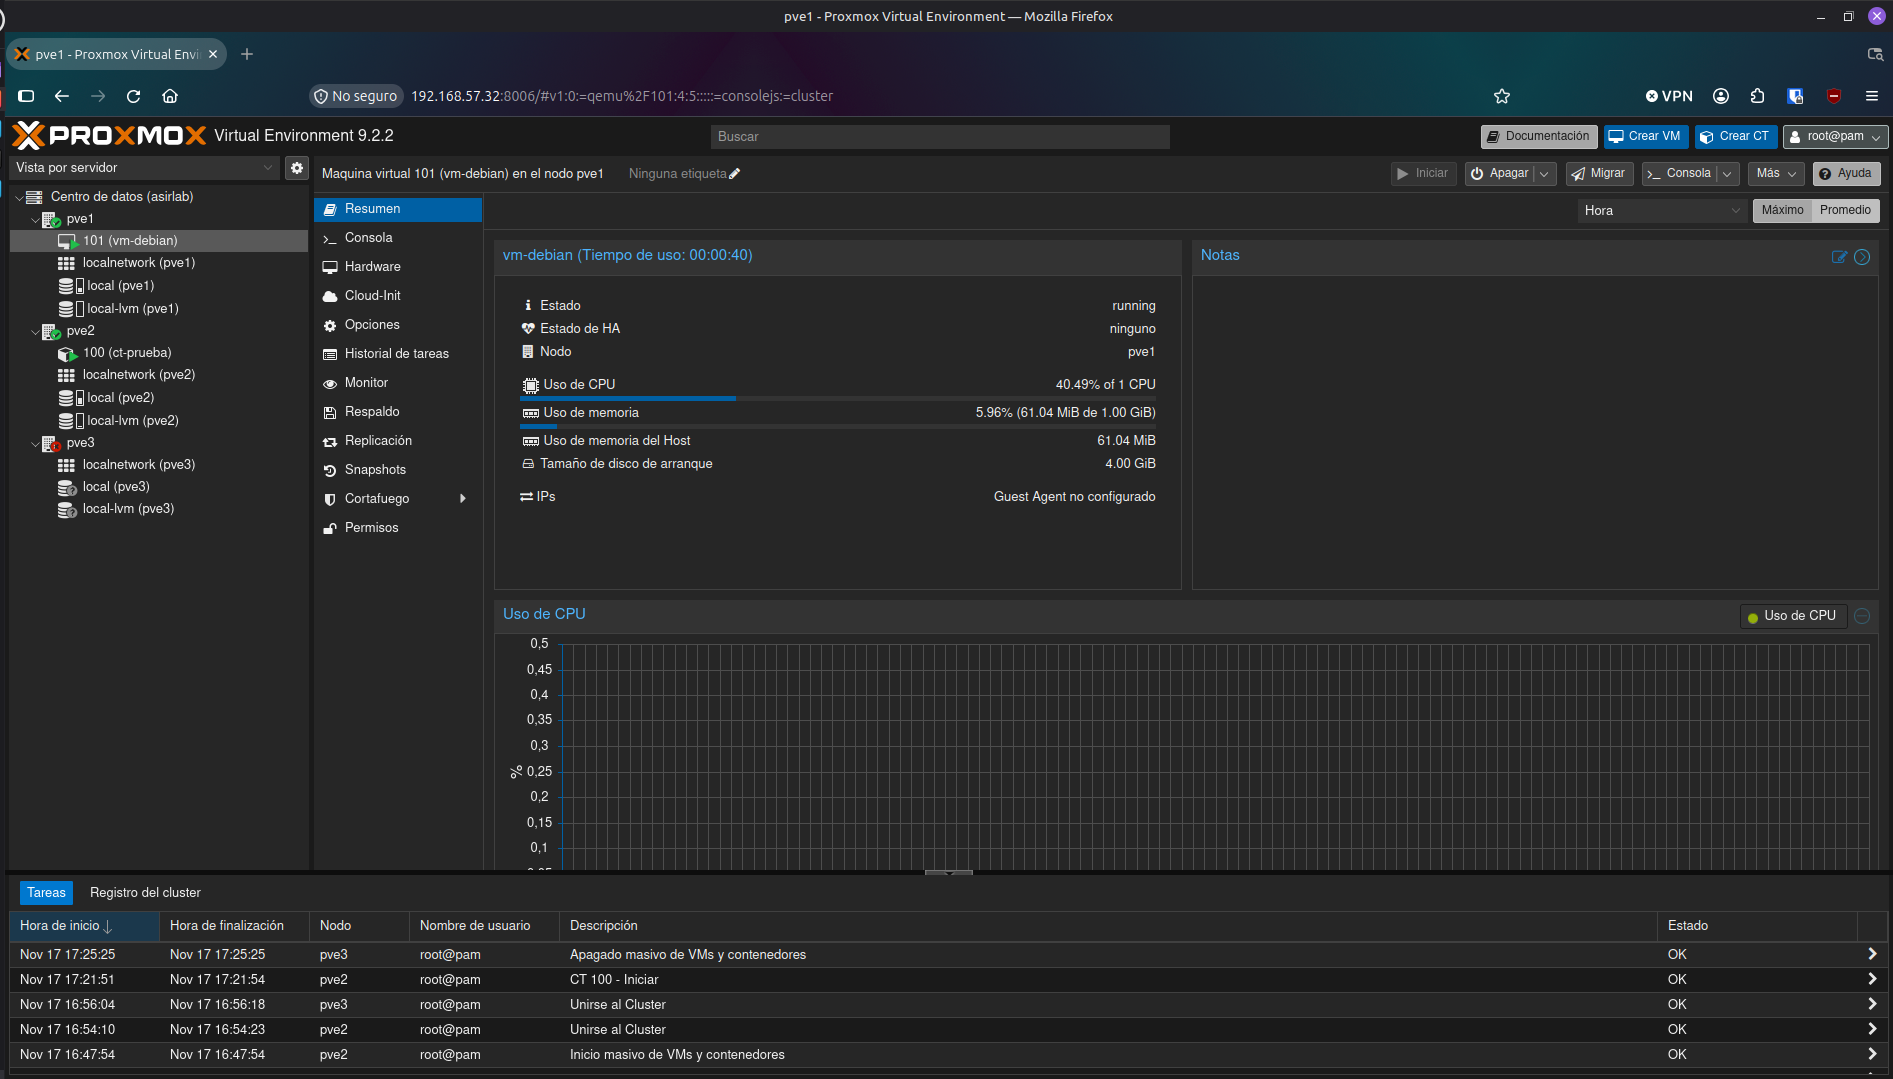 pve1 - Proxmox Virtual Environment — Mozilla Firefox
pve1 - Proxmox Virtual Envi
No seguro
192.168.57.32:8006/#v1:0:=qemu%2F101:4:5:::::=consolejs:=cluster
VPN
PROXMOX Virtual Environment 9.2.2
Buscar
Documentación
Crear VM
Crear CT
root@pam
Vista por servidor
Maquina virtual 101 (vm-debian) en el nodo pve1
Ninguna etiqueta
Iniciar
Apagar
Migrar
Consola
Más
Ayuda
Centro de datos (asirlab)
pve1
101 (vm-debian)
localnetwork (pve1)
local (pve1)
local-lvm (pve1)
pve2
100 (ct-prueba)
localnetwork (pve2)
local (pve2)
local-lvm (pve2)
pve3
localnetwork (pve3)
local (pve3)
local-lvm (pve3)
Resumen
Consola
Hardware
Cloud-Init
Opciones
Historial de tareas
Monitor
Respaldo
Replicación
Snapshots
Cortafuego
Permisos
Hora
Máximo
Promedio
vm-debian (Tiempo de uso: 00:00:40)
Estado running
Estado de HA ninguno
Nodo pve1
Uso de CPU 40.49% of 1 CPU
Uso de memoria 5.96% (61.04 MiB de 1.00 GiB)
Uso de memoria del Host 61.04 MiB
Tamaño de disco de arranque 4.00 GiB
IPs Guest Agent no configurado
Notas
Uso de CPU
Uso de CPU
0,5
0,45
0,4
0,35
0,3
% 0,25
0,2
0,15
0,1
Tareas
Registro del cluster
Hora de inicio Hora de finalización Nodo Nombre de usuario Descripción Estado
Nov 17 17:25:25 Nov 17 17:25:25 pve3 root@pam Apagado masivo de VMs y contenedores OK
Nov 17 17:21:51 Nov 17 17:21:54 pve2 root@pam CT 100 - Iniciar OK
Nov 17 16:56:04 Nov 17 16:56:18 pve3 root@pam Unirse al Cluster OK
Nov 17 16:54:10 Nov 17 16:54:23 pve2 root@pam Unirse al Cluster OK
Nov 17 16:47:54 Nov 17 16:47:54 pve2 root@pam Inicio masivo de VMs y contenedores OK